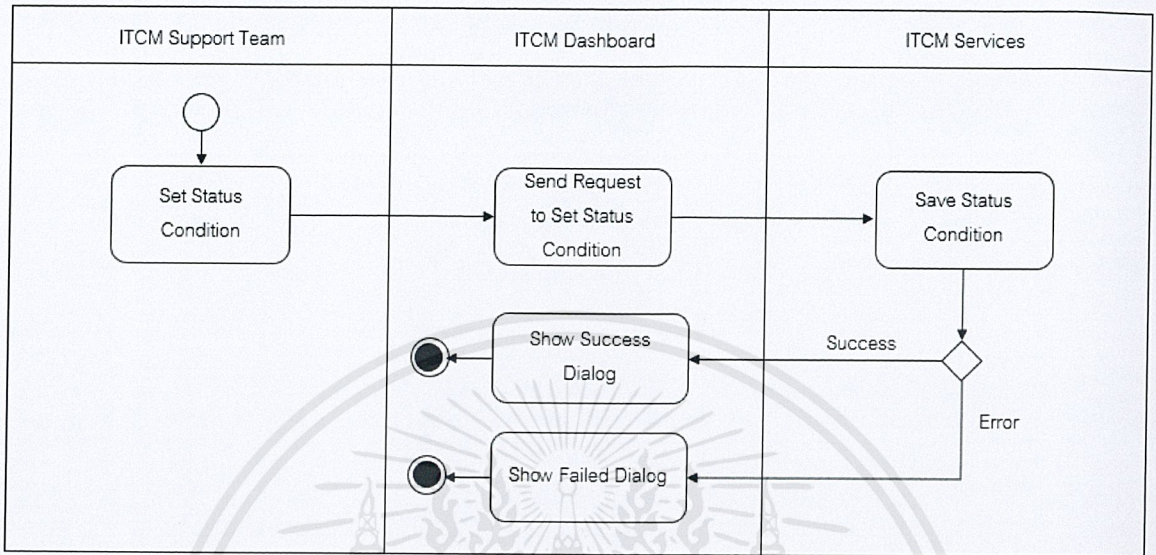 ITCM Support Team
ITCM Dashboard
ITCM Services
Set Status
Condition
Send Request
to Set Status
Condition
Save Status
Condition
Show Success
Dialog
Success
Error
Show Failed Dialog